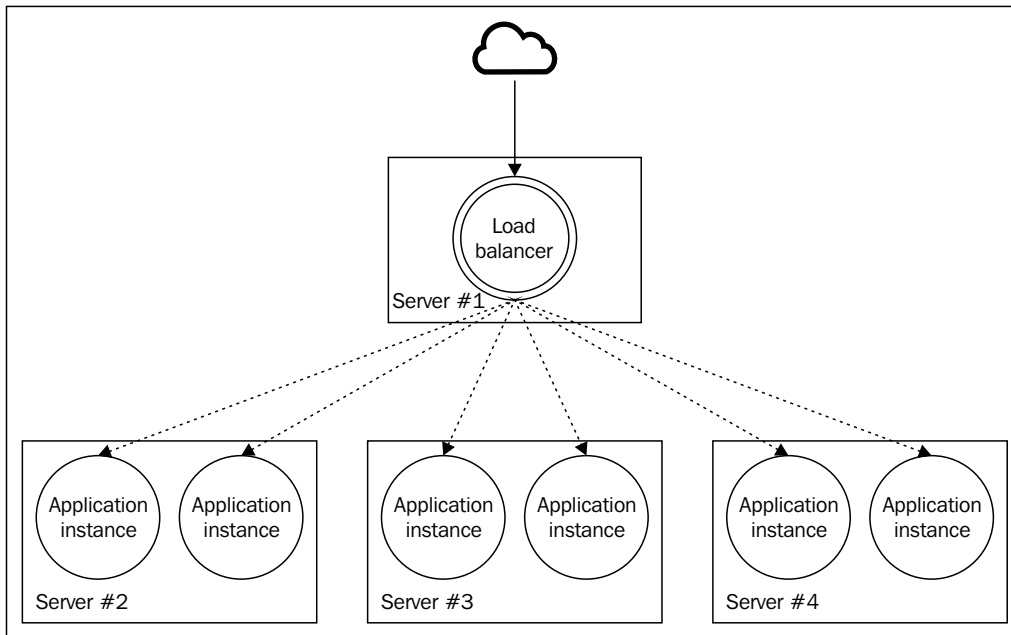 Load
balancer
Server #1
Application
instance
Application
instance
Server #2
Application
instance
Application
instance
Server #3
Application
instance
Application
instance
Server #4